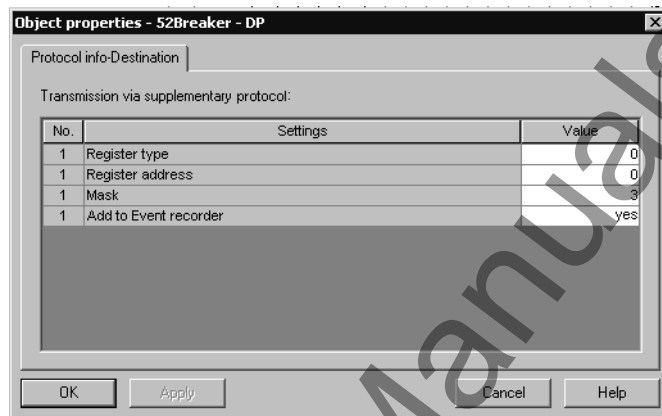 Object properties - 52Breaker - DP
Protocol info-Destination
Transmission via supplementary protocol:
No. Settings Value
1 Register type 0
1 Register address 0
1 Mask 3
1 Add to Event recorder yes
OK Apply Cancel Help
Manuals